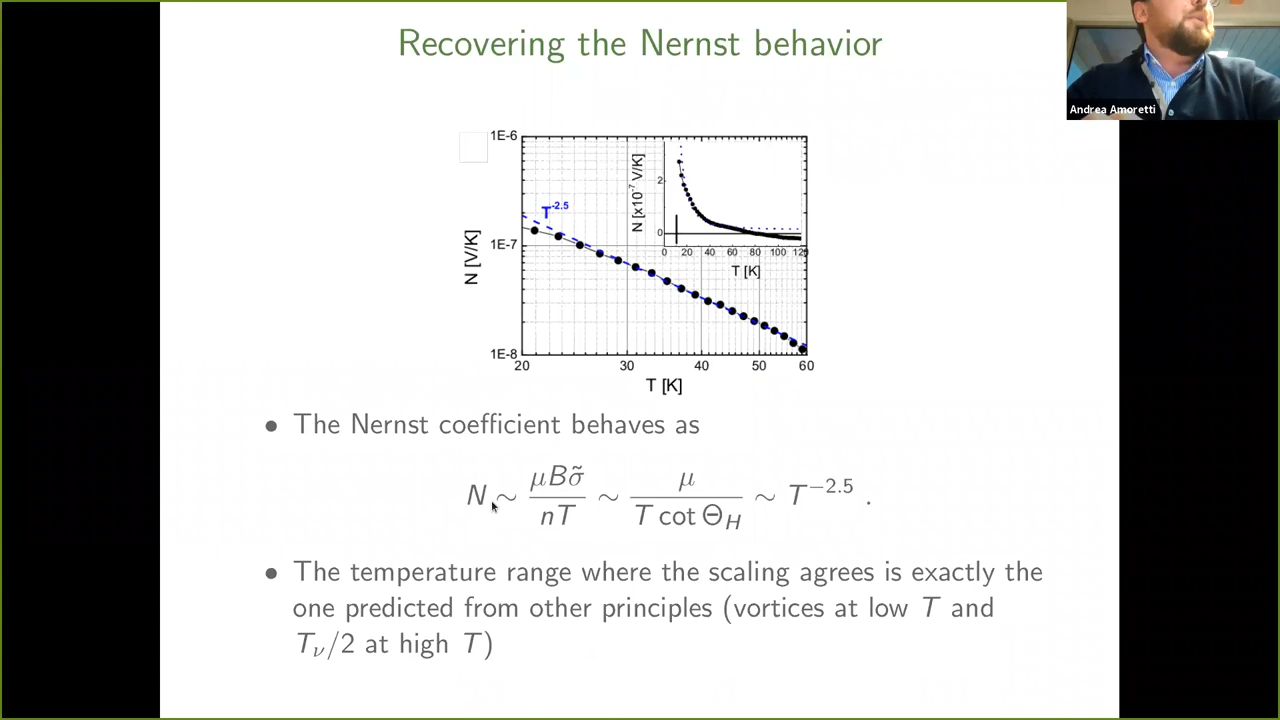 Recovering the Nernst behavior
Andrea Amoretti
1E-6
1E-7
1E-8
N [V/K]
T^-2.5
20 30 40 50 60
T [K]
N [x10^-7 V/K]
2
0
0 20 40 60 80 100 120
T [K]
• The Nernst coefficient behaves as
N ~ μBσ̃/nT ~ μ/(T cot Θ_H) ~ T^−2.5 .
• The temperature range where the scaling agrees is exactly the
one predicted from other principles (vortices at low T and
T_ν/2 at high T)